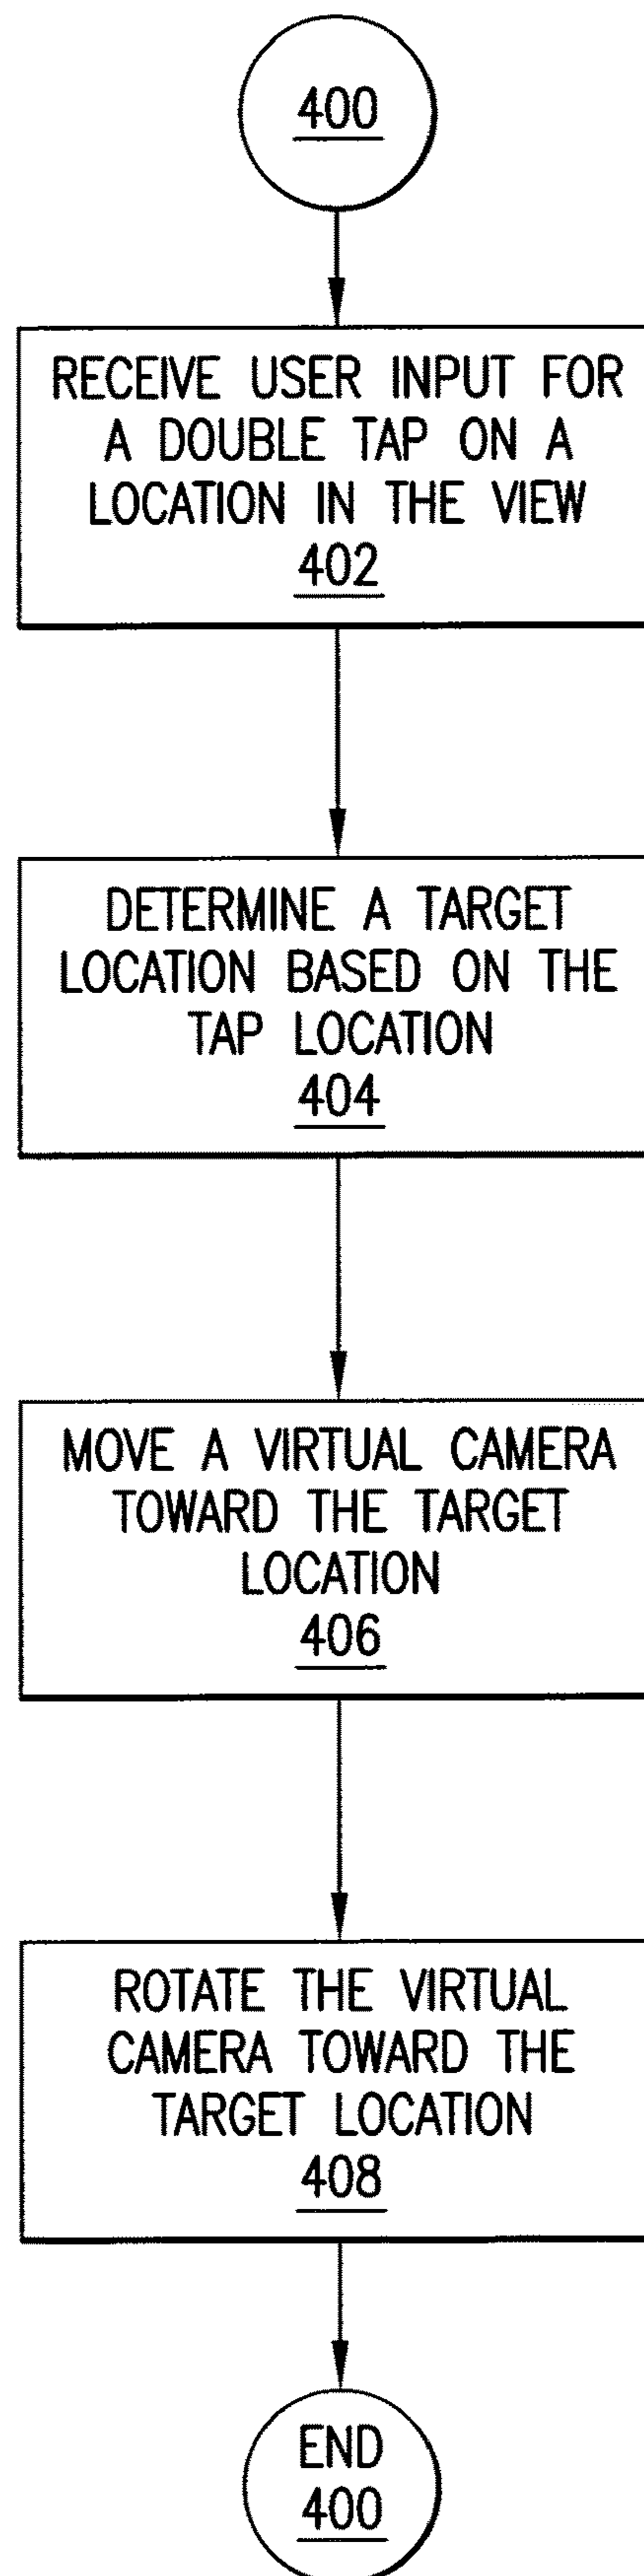 400
RECEIVE USER INPUT FOR
A DOUBLE TAP ON A
LOCATION IN THE VIEW
402
DETERMINE A TARGET
LOCATION BASED ON THE
TAP LOCATION
404
MOVE A VIRTUAL CAMERA
TOWARD THE TARGET
LOCATION
406
ROTATE THE VIRTUAL
CAMERA TOWARD THE
TARGET LOCATION
408
END
400